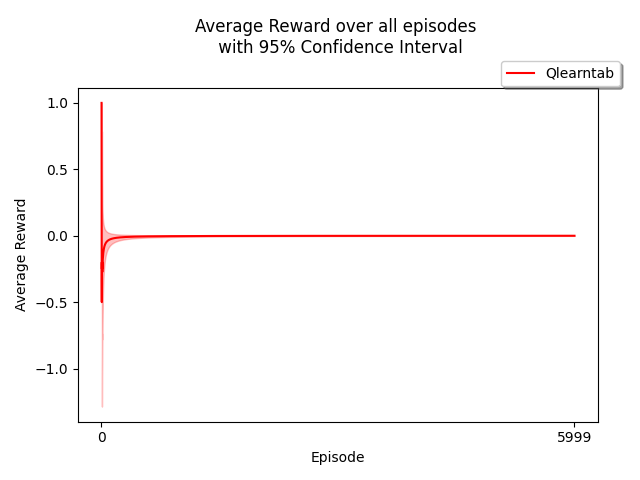 Average Reward over all episodes
with 95% Confidence Interval
Qlearntab
1.0
0.5
0.0
−0.5
−1.0
Average Reward
0
5999
Episode